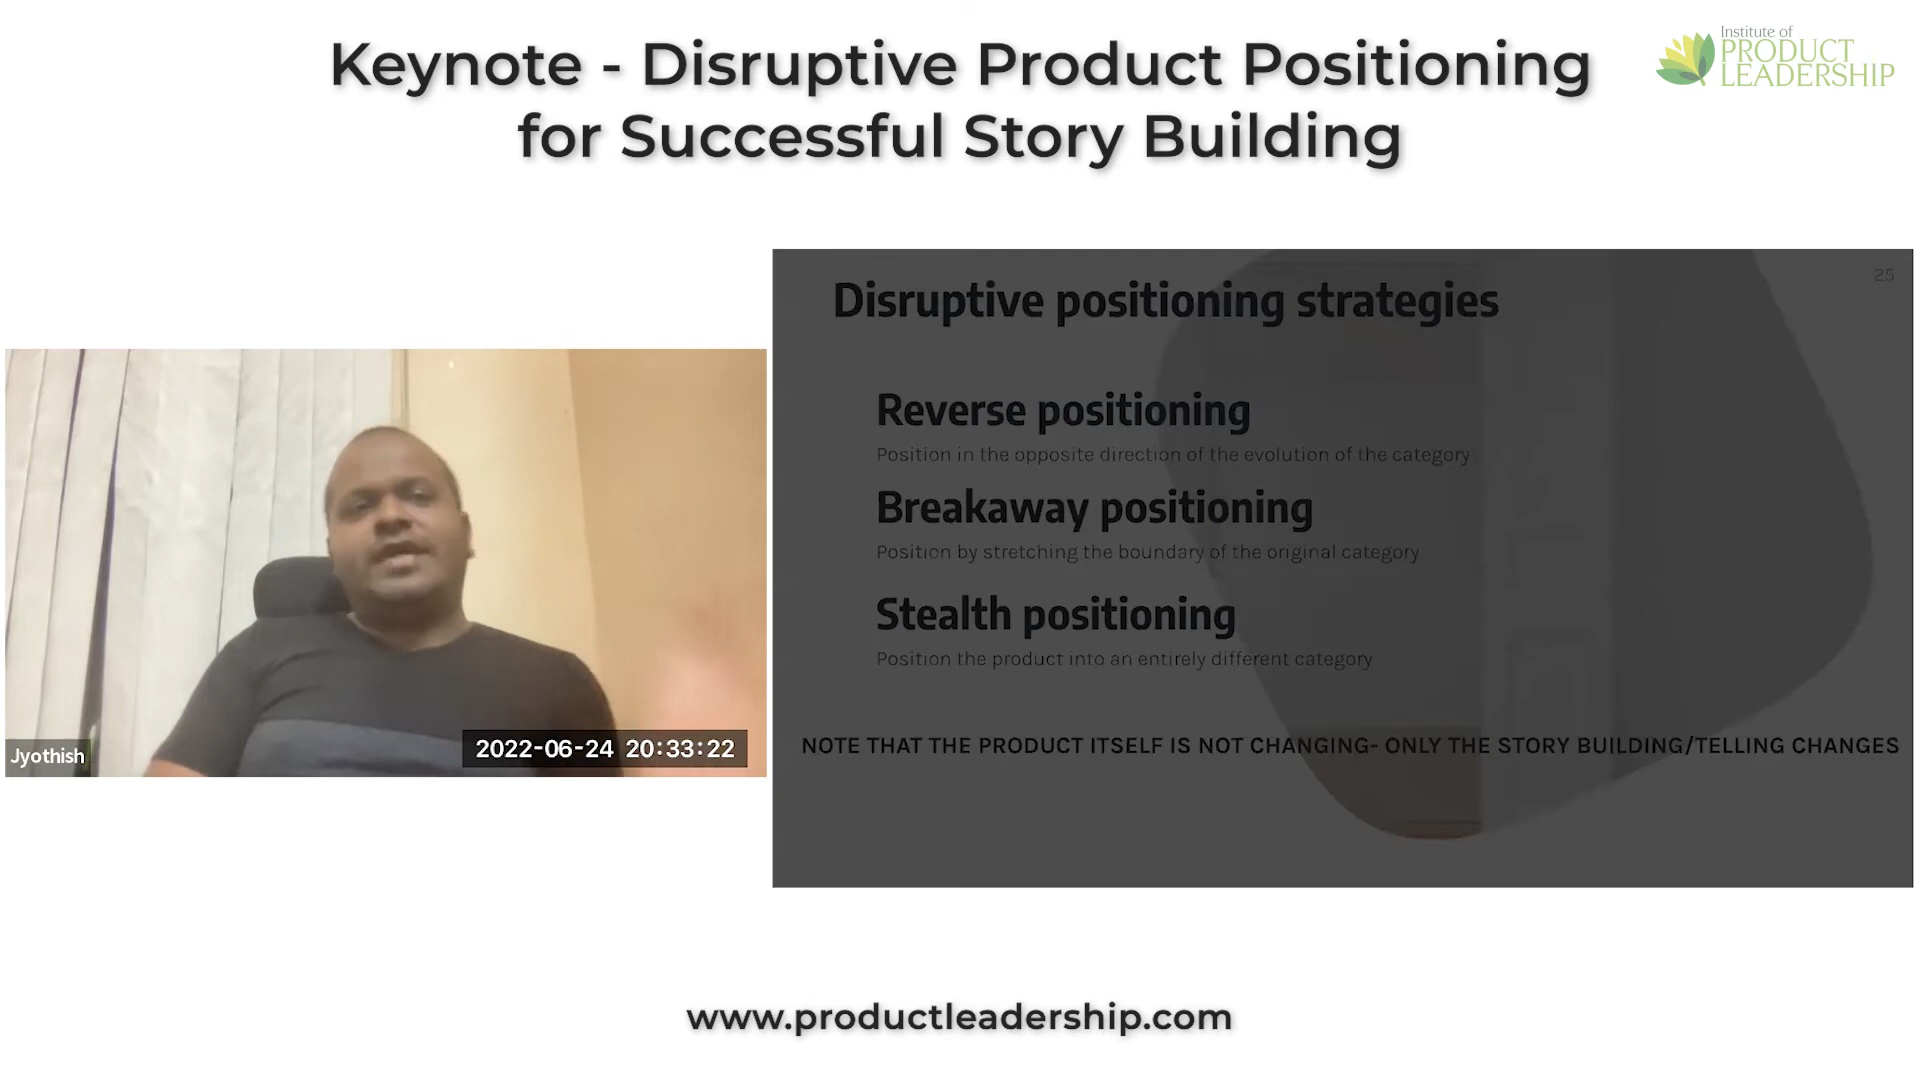 Keynote - Disruptive Product Positioning
for Successful Story Building
Institute of
PRODUCT
LEADERSHIP
25
Disruptive positioning strategies
Reverse positioning
Position in the opposite direction of the evolution of the category
Breakaway positioning
Position by stretching the boundary of the original category
Stealth positioning
Position the product into an entirely different category
NOTE THAT THE PRODUCT ITSELF IS NOT CHANGING- ONLY THE STORY BUILDING/TELLING CHANGES
Jyothish
2022-06-24 20:33:22
www.productleadership.com